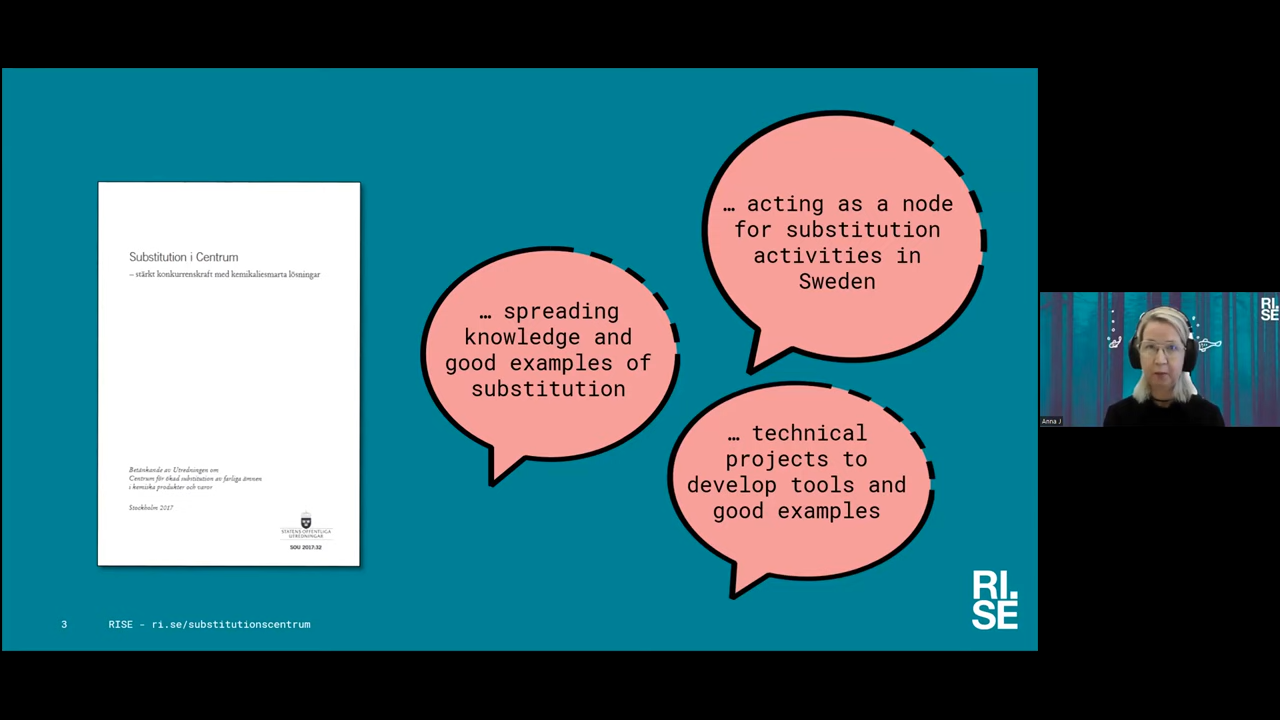 Substitution i Centrum
– stärkt konkurrenskraft med kemikaliesmarta lösningar
Betänkande av Utredningen om
Centrum för ökad substitution av farliga ämnen
i kemiska produkter och varor
Stockholm 2017
STATENS OFFENTLIGA
UTREDNINGAR
SOU 2017:32
… spreading
knowledge and
good examples of
substitution
… acting as a node
for substitution
activities in
Sweden
… technical
projects to
develop tools and
good examples
3 RISE - ri.se/substitutionscentrum
RI.
SE
RI.
SE
Anna J